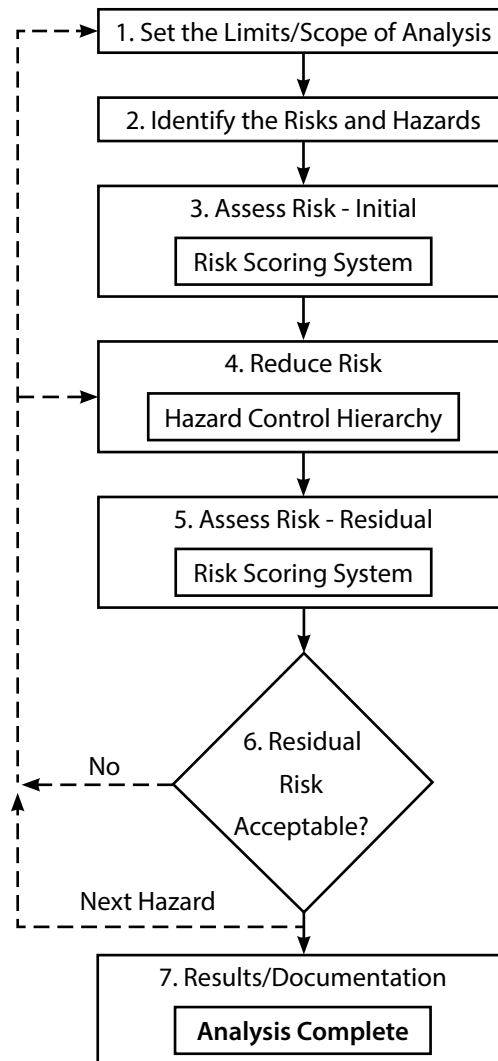 1. Set the Limits/Scope of Analysis
2. Identify the Risks and Hazards
3. Assess Risk - Initial
Risk Scoring System
4. Reduce Risk
Hazard Control Hierarchy
5. Assess Risk - Residual
Risk Scoring System
6. Residual
Risk
Acceptable?
No
Next Hazard
7. Results/Documentation
Analysis Complete